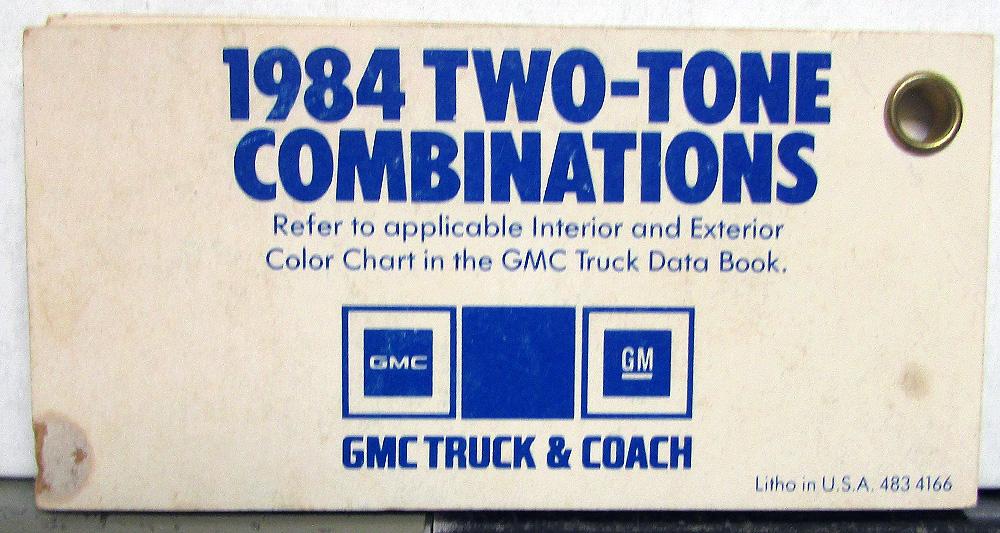 1984 TWO-TONE
COMBINATIONS
Refer to applicable Interior and Exterior
Color Chart in the GMC Truck Data Book.
GMC
GM
GMC TRUCK & COACH
Litho in U.S.A. 483 4166